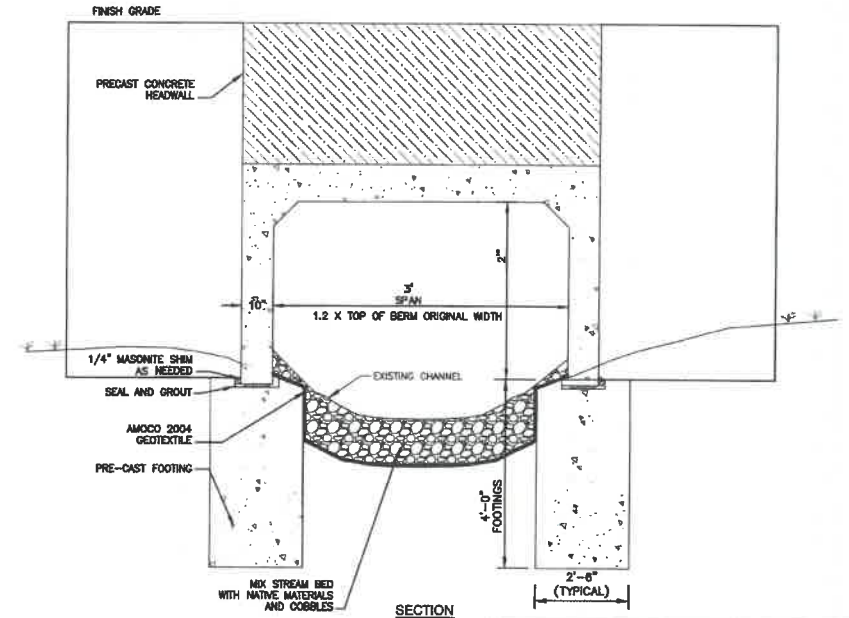 FINISH GRADE
PRECAST CONCRETE
HEADWALL
2'
10"
3'
SPAN
1.2 X TOP OF BERM ORIGINAL WIDTH
1/4" MASONITE SHIM
AS NEEDED
SEAL AND GROUT
EXISTING CHANNEL
AMOCO 2004
GEOTEXTILE
PRE-CAST FOOTING
4'-0"
FOOTINGS
MIX STREAM BED
WITH NATIVE MATERIALS
AND COBBLES
2'-6"
(TYPICAL)
SECTION